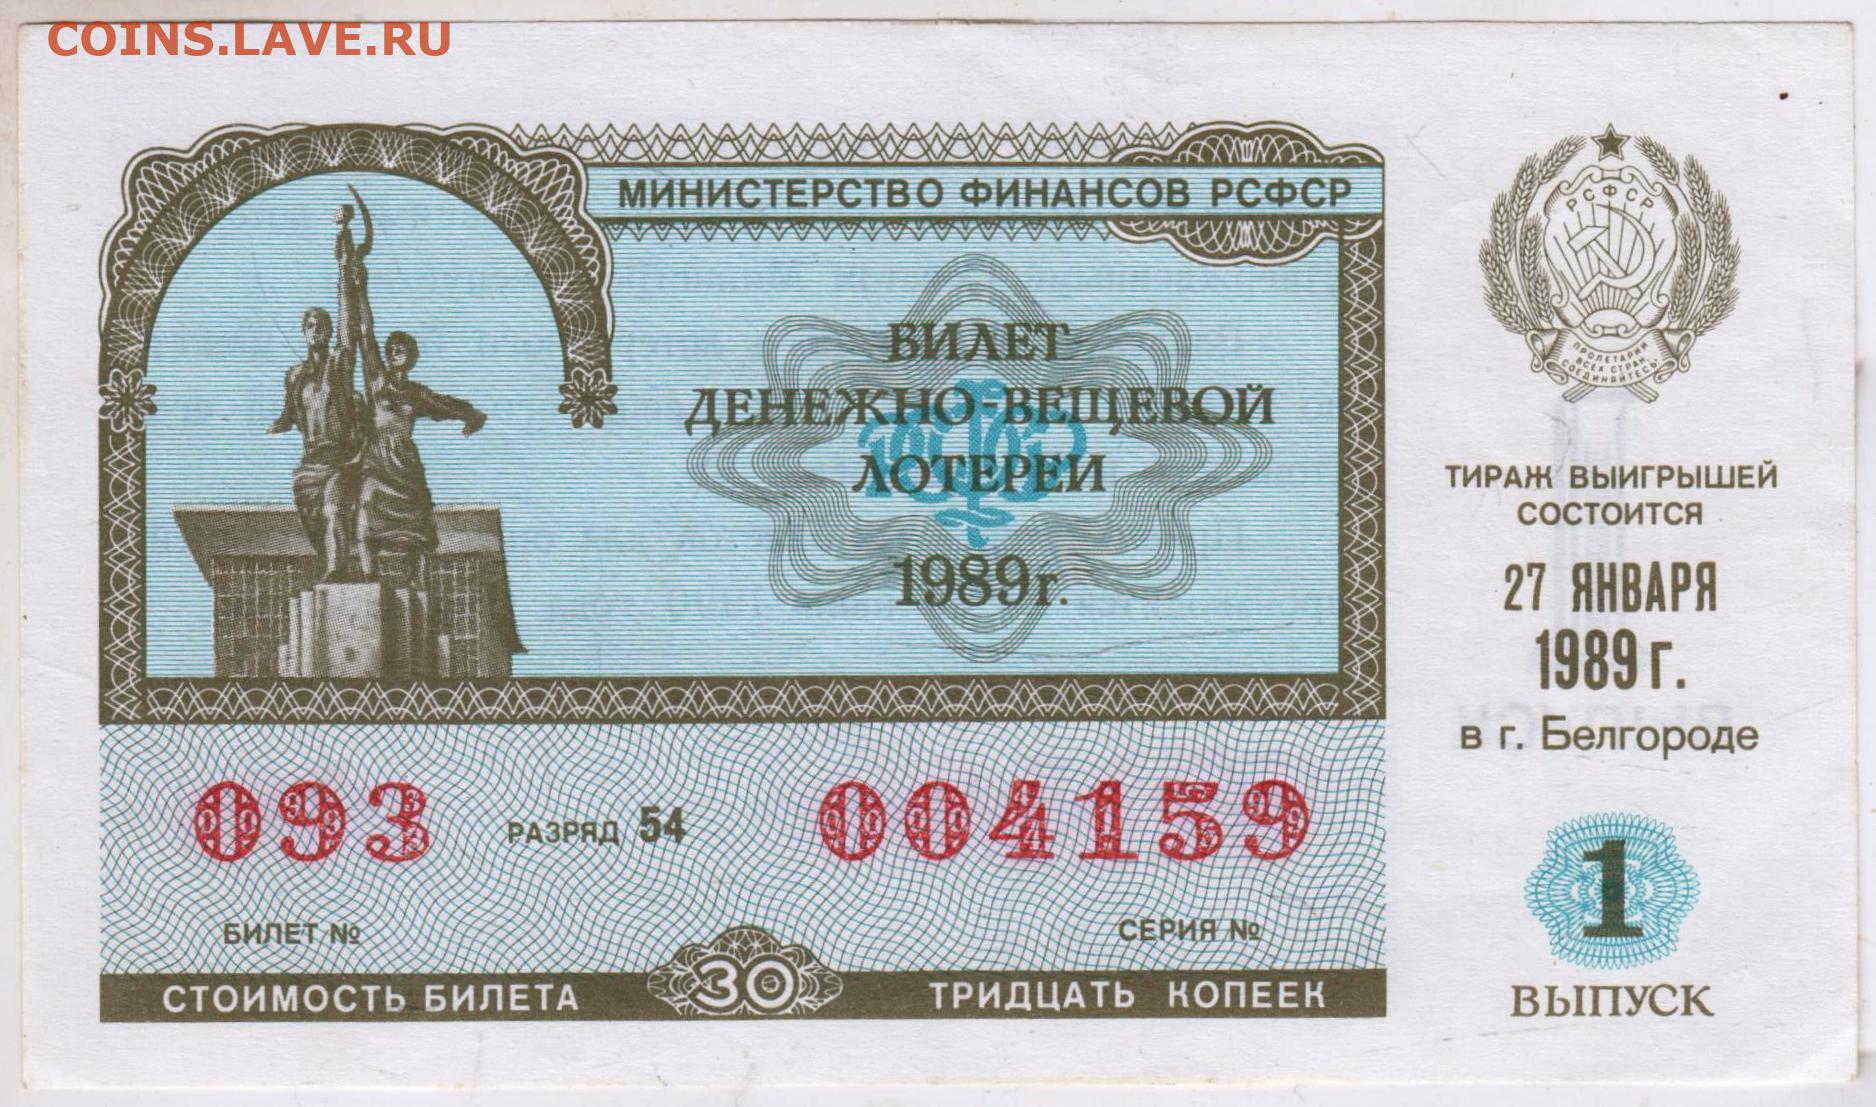 COINS.LAVE.RU
МИНИСТЕРСТВО ФИНАНСОВ РСФСР
БИЛЕТ
ДЕНЕЖНО-ВЕЩЕВОЙ
ЛОТЕРЕИ
1989 г.
093
РАЗРЯД 54
004159
БИЛЕТ №
СЕРИЯ №
СТОИМОСТЬ БИЛЕТА
30
ТРИДЦАТЬ КОПЕЕК
РСФСР
ПРОЛЕТАРИИ
ВСЕХ СТРАН,
СОЕДИНЯЙТЕСЬ!
ТИРАЖ ВЫИГРЫШЕЙ
СОСТОИТСЯ
27 ЯНВАРЯ
1989 г.
в г. Белгороде
1
ВЫПУСК